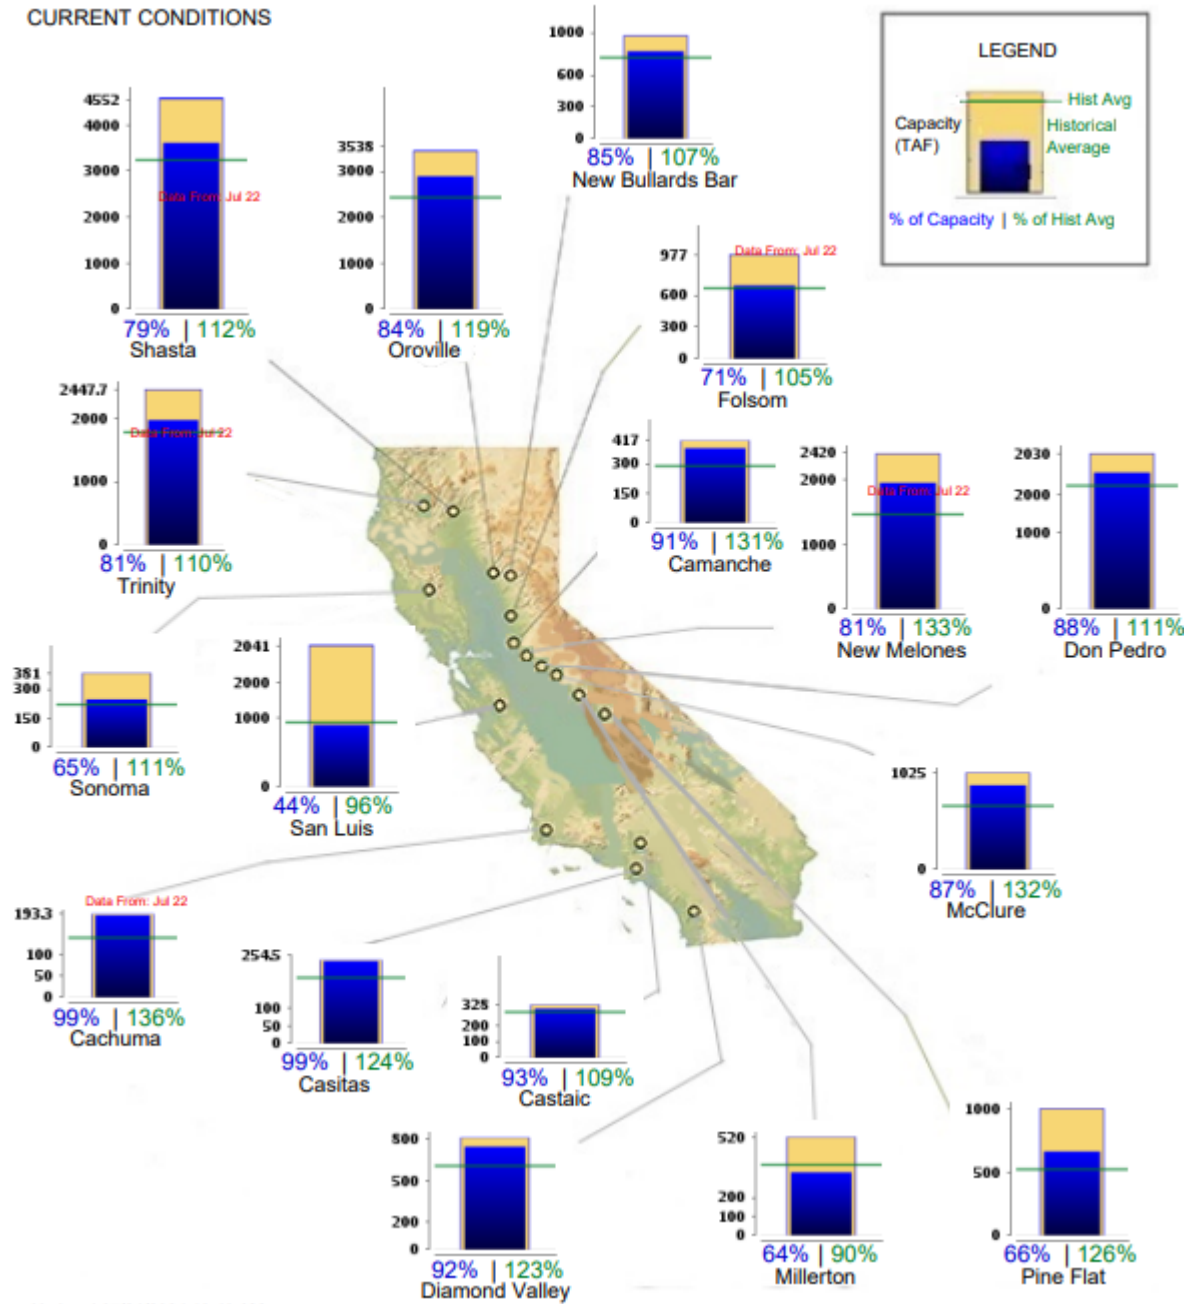 CURRENT CONDITIONS
LEGEND
Hist Avg
Capacity
(TAF)
Historical
Average
% of Capacity | % of Hist Avg
1000
600
300
0
85% | 107%
New Bullards Bar
4552
4000
3000
2000
1000
0
Data From: Jul 22
79% | 112%
Shasta
3538
3000
2000
1000
0
84% | 119%
Oroville
977
600
300
0
Data From: Jul 22
71% | 105%
Folsom
2447.7
2000
1000
0
Data From: Jul 22
81% | 110%
Trinity
417
300
150
0
91% | 131%
Camanche
2420
2000
1000
0
Data From: Jul 22
81% | 133%
New Melones
2030
2000
1000
0
88% | 111%
Don Pedro
381
300
150
0
65% | 111%
Sonoma
2041
2000
1000
0
44% | 96%
San Luis
1025
0
87% | 132%
McClure
Data From: Jul 22
193.3
100
50
0
99% | 136%
Cachuma
254.5
100
50
0
99% | 124%
Casitas
328
200
100
0
93% | 109%
Castaic
800
500
200
0
92% | 123%
Diamond Valley
520
200
100
0
64% | 90%
Millerton
1000
500
0
66% | 126%
Pine Flat